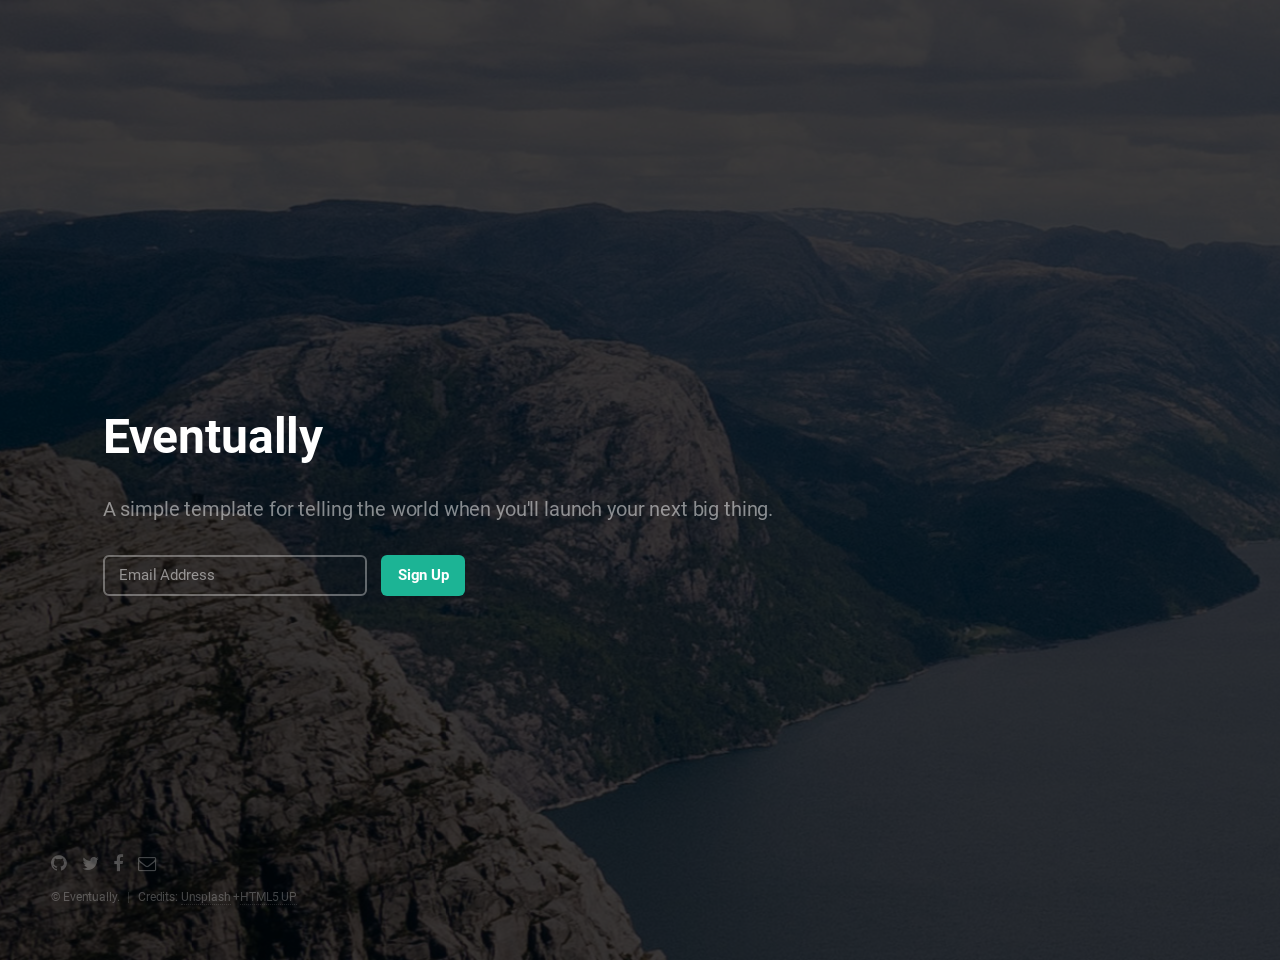 Eventually
A simple template for telling the world when you'll launch your next big thing.
Email Address
Sign Up
© Eventually. | Credits: Unsplash + HTML5 UP